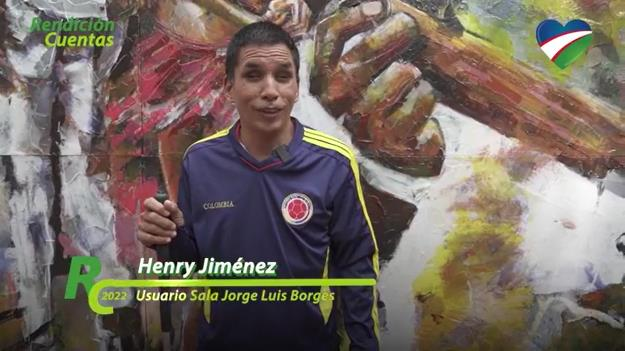 Rendición
Cuentas
COLOMBIA
Henry Jiménez
RC 2022 Usuario Sala Jorge Luis Borges